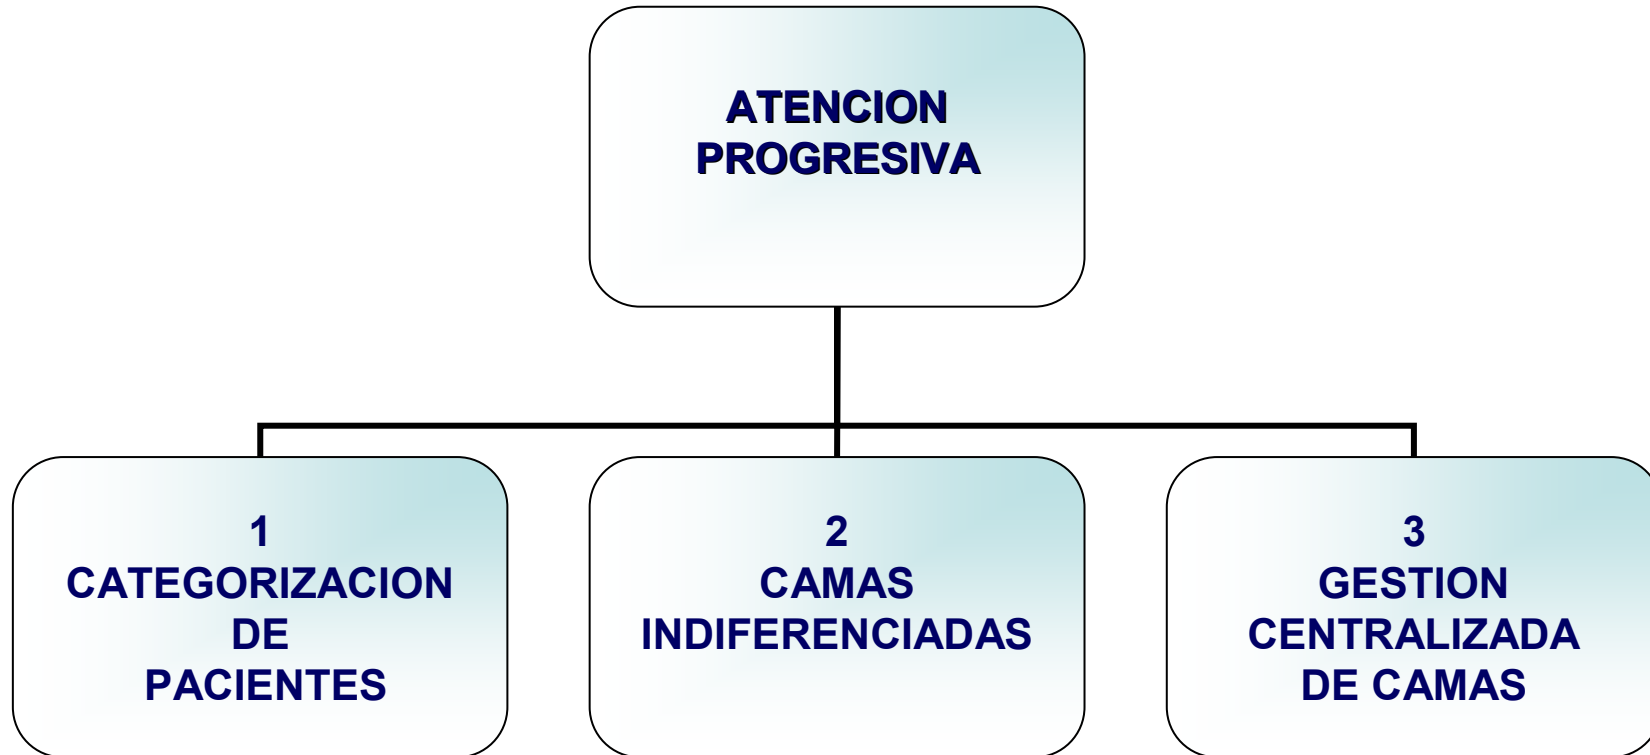 ATENCION
PROGRESIVA
1
CATEGORIZACION
DE
PACIENTES
2
CAMAS
INDIFERENCIADAS
3
GESTION
CENTRALIZADA
DE CAMAS